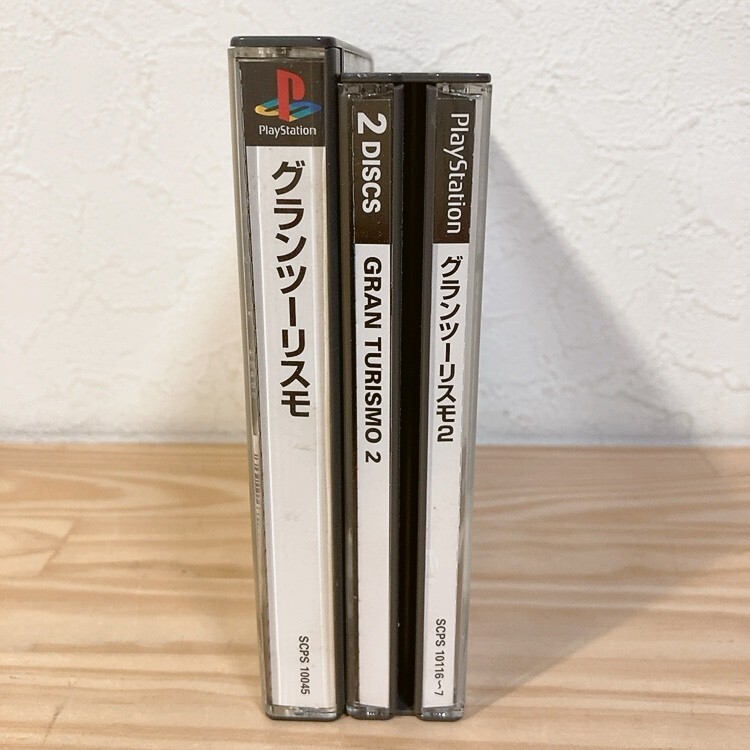 PlayStation
グランツーリスモ
SCPS 10045
2 DISCS
GRAN TURISMO 2
PlayStation
グランツーリスモ2
SCPS 10116〜7